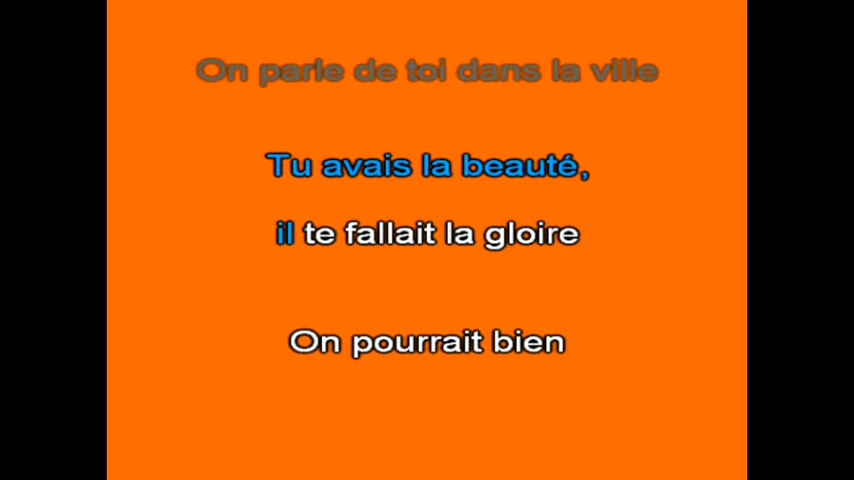 On parle de toi dans la ville
Tu avais la beauté,
il te fallait la gloire
On pourrait bien